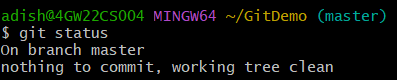 adish@4GW22CS004 MINGW64 ~/GitDemo (master)
$ git status
On branch master
nothing to commit, working tree clean